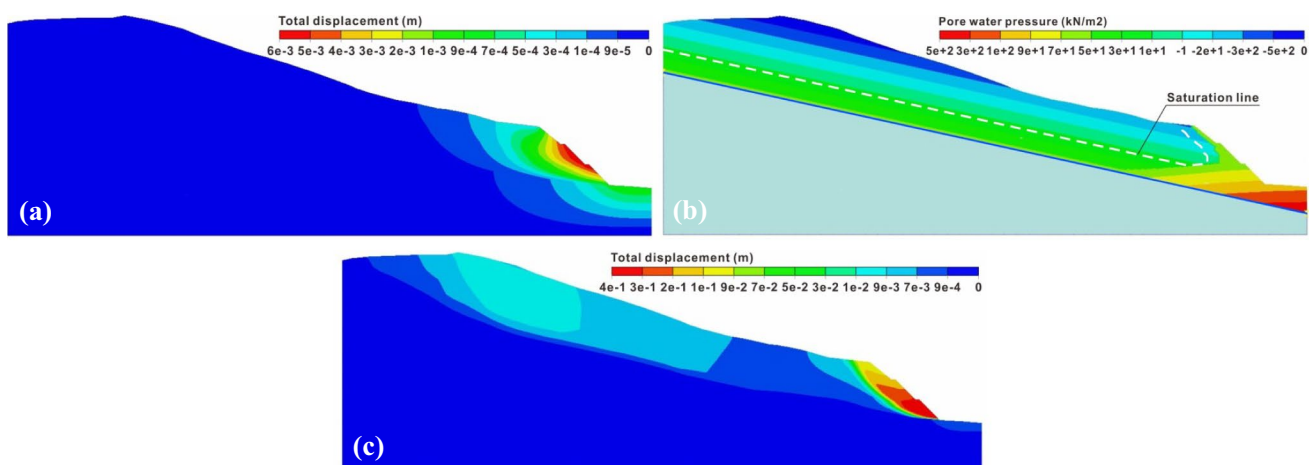 Total displacement (m)
6e-3 5e-3 4e-3 3e-3 2e-3 1e-3 9e-4 7e-4 5e-4 3e-4 1e-4 9e-5 0
(a)
Pore water pressure (kN/m2)
5e+2 3e+2 1e+2 9e+1 7e+1 5e+1 3e+1 1e+1 -1 -2e+1 -3e+2 -5e+2 0
Saturation line
(b)
Total displacement (m)
4e-1 3e-1 2e-1 1e-1 9e-2 7e-2 5e-2 3e-2 1e-2 9e-3 7e-3 9e-4 0
(c)